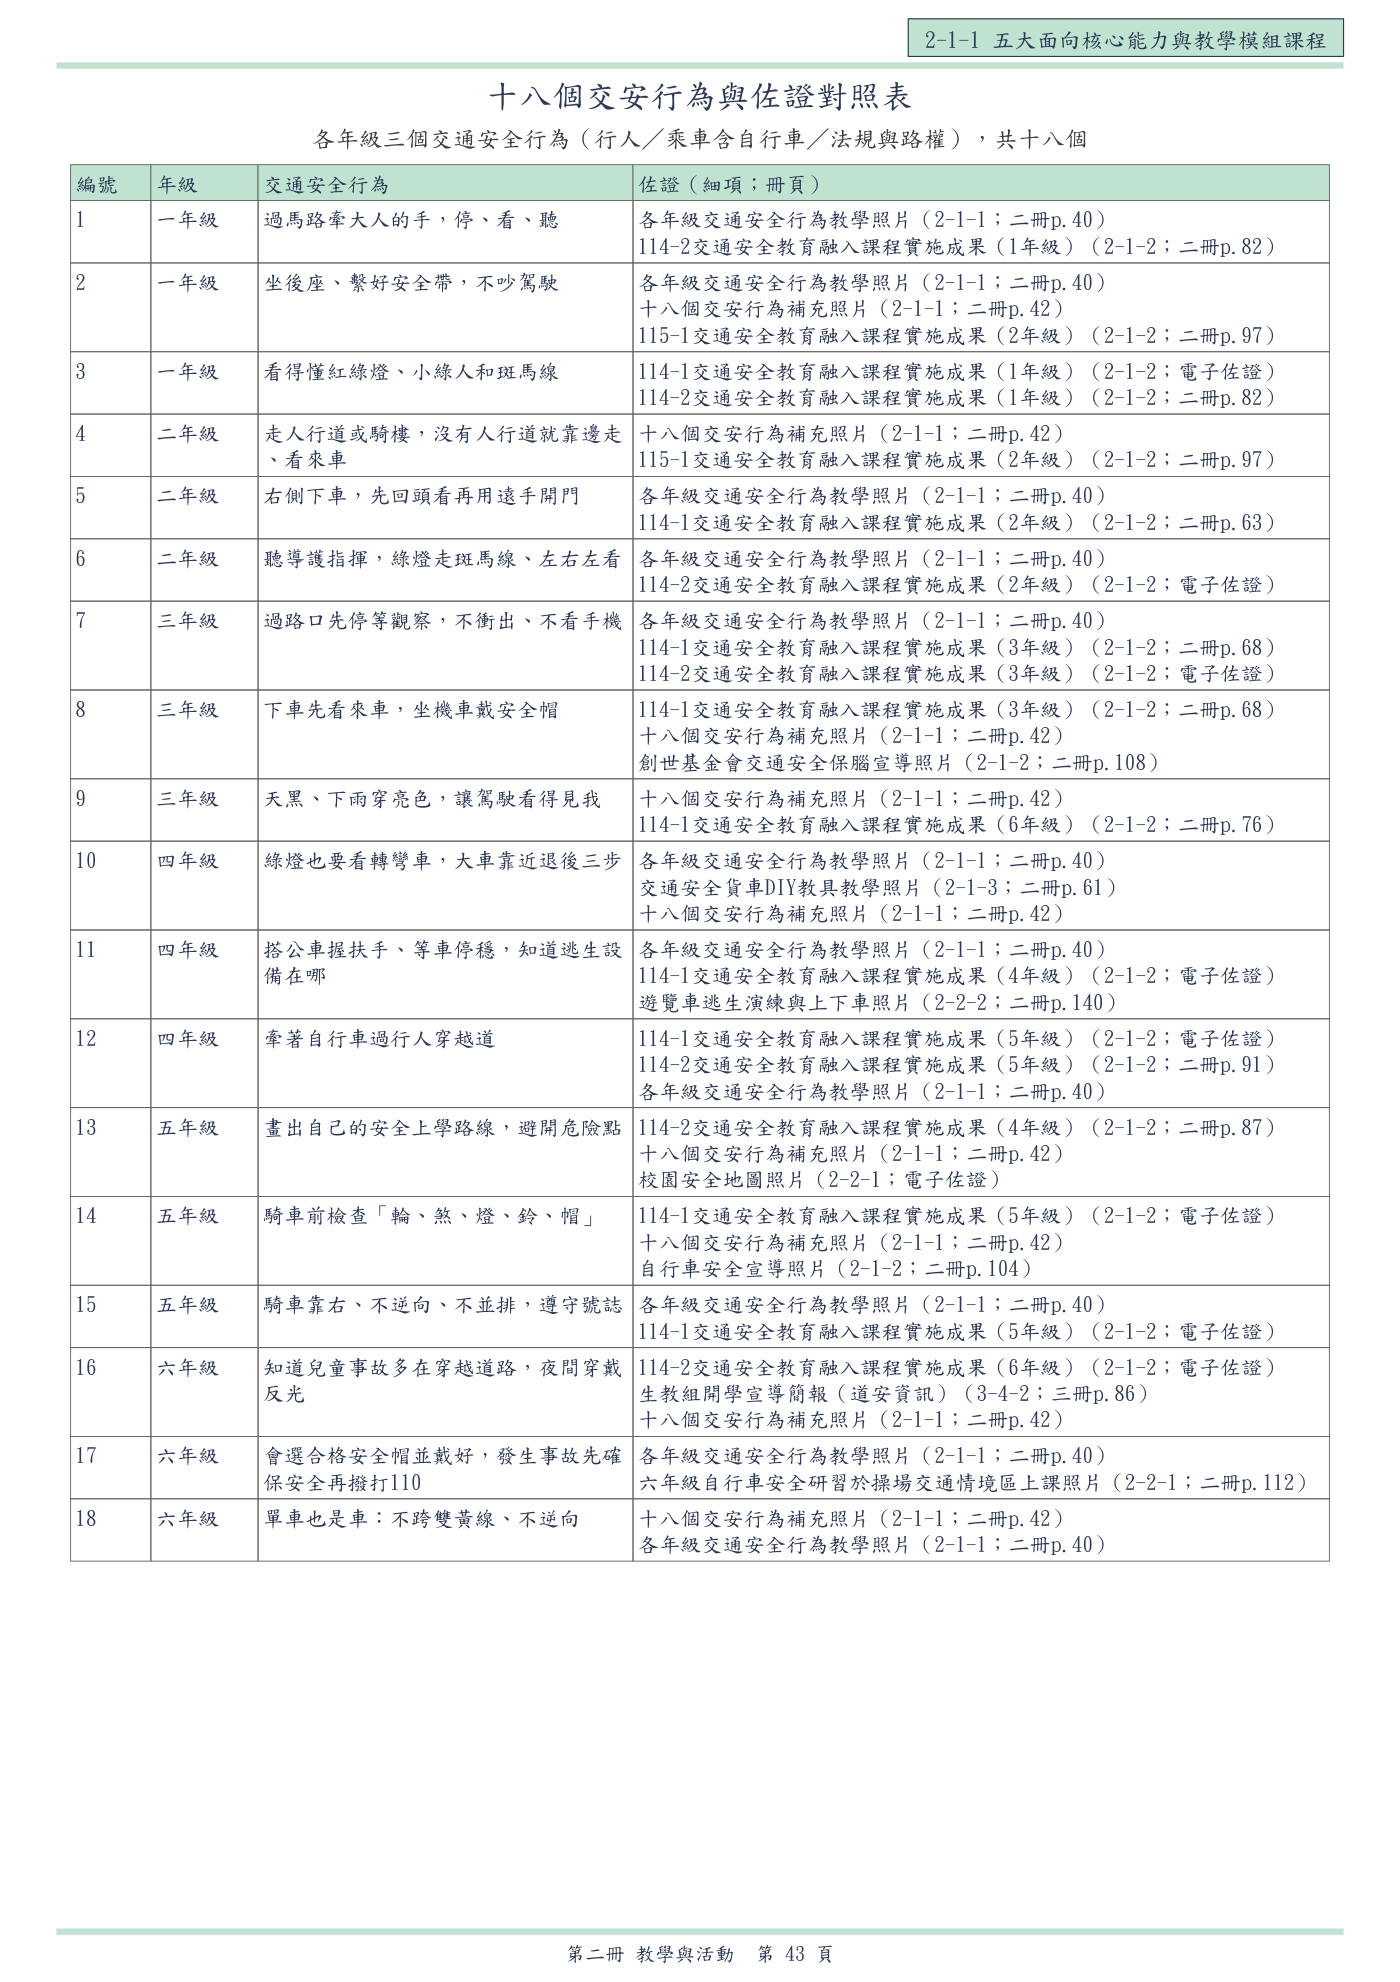 2-1-1 五大面向核心能力與教學模組課程
十八個交安行為與佐證對照表
各年級三個交通安全行為（行人／乘車含自行車／法規與路權），共十八個
編號 年級 交通安全行為 佐證（細項；冊頁）
1 一年級 過馬路牽大人的手，停、看、聽 各年級交通安全行為教學照片（2-1-1；二冊p.40）
114-2交通安全教育融入課程實施成果（1年級）（2-1-2；二冊p.82）
2 一年級 坐後座、繫好安全帶，不吵駕駛 各年級交通安全行為教學照片（2-1-1；二冊p.40）
十八個交安行為補充照片（2-1-1；二冊p.42）
115-1交通安全教育融入課程實施成果（2年級）（2-1-2；二冊p.97）
3 一年級 看得懂紅綠燈、小綠人和斑馬線 114-1交通安全教育融入課程實施成果（1年級）（2-1-2；電子佐證）
114-2交通安全教育融入課程實施成果（1年級）（2-1-2；二冊p.82）
4 二年級 走人行道或騎樓，沒有人行道就靠邊走 十八個交安行為補充照片（2-1-1；二冊p.42）
、看來車 115-1交通安全教育融入課程實施成果（2年級）（2-1-2；二冊p.97）
5 二年級 右側下車，先回頭看再用遠手開門 各年級交通安全行為教學照片（2-1-1；二冊p.40）
114-1交通安全教育融入課程實施成果（2年級）（2-1-2；二冊p.63）
6 二年級 聽導護指揮，綠燈走斑馬線、左右左看 各年級交通安全行為教學照片（2-1-1；二冊p.40）
114-2交通安全教育融入課程實施成果（2年級）（2-1-2；電子佐證）
7 三年級 過路口先停等觀察，不衝出、不看手機 各年級交通安全行為教學照片（2-1-1；二冊p.40）
114-1交通安全教育融入課程實施成果（3年級）（2-1-2；二冊p.68）
114-2交通安全教育融入課程實施成果（3年級）（2-1-2；電子佐證）
8 三年級 下車先看來車，坐機車戴安全帽 114-1交通安全教育融入課程實施成果（3年級）（2-1-2；二冊p.68）
十八個交安行為補充照片（2-1-1；二冊p.42）
創世基金會交通安全保腦宣導照片（2-1-2；二冊p.108）
9 三年級 天黑、下雨穿亮色，讓駕駛看得見我 十八個交安行為補充照片（2-1-1；二冊p.42）
114-1交通安全教育融入課程實施成果（6年級）（2-1-2；二冊p.76）
10 四年級 綠燈也要看轉彎車，大車靠近退後三步 各年級交通安全行為教學照片（2-1-1；二冊p.40）
交通安全貨車DIY教具教學照片（2-1-3；二冊p.61）
十八個交安行為補充照片（2-1-1；二冊p.42）
11 四年級 搭公車握扶手、等車停穩，知道逃生設 各年級交通安全行為教學照片（2-1-1；二冊p.40）
備在哪 114-1交通安全教育融入課程實施成果（4年級）（2-1-2；電子佐證）
遊覽車逃生演練與上下車照片（2-2-2；二冊p.140）
12 四年級 牽著自行車過行人穿越道 114-1交通安全教育融入課程實施成果（5年級）（2-1-2；電子佐證）
114-2交通安全教育融入課程實施成果（5年級）（2-1-2；二冊p.91）
各年級交通安全行為教學照片（2-1-1；二冊p.40）
13 五年級 畫出自己的安全上學路線，避開危險點 114-2交通安全教育融入課程實施成果（4年級）（2-1-2；二冊p.87）
十八個交安行為補充照片（2-1-1；二冊p.42）
校園安全地圖照片（2-2-1；電子佐證）
14 五年級 騎車前檢查「輪、煞、燈、鈴、帽」 114-1交通安全教育融入課程實施成果（5年級）（2-1-2；電子佐證）
十八個交安行為補充照片（2-1-1；二冊p.42）
自行車安全宣導照片（2-1-2；二冊p.104）
15 五年級 騎車靠右、不逆向、不並排，遵守號誌 各年級交通安全行為教學照片（2-1-1；二冊p.40）
114-1交通安全教育融入課程實施成果（5年級）（2-1-2；電子佐證）
16 六年級 知道兒童事故多在穿越道路，夜間穿戴 114-2交通安全教育融入課程實施成果（6年級）（2-1-2；電子佐證）
反光 生教組開學宣導簡報（道安資訊）（3-4-2；三冊p.86）
十八個交安行為補充照片（2-1-1；二冊p.42）
17 六年級 會選合格安全帽並戴好，發生事故先確 各年級交通安全行為教學照片（2-1-1；二冊p.40）
保安全再撥打110 六年級自行車安全研習於操場交通情境區上課照片（2-2-1；二冊p.112）
18 六年級 單車也是車：不跨雙黃線、不逆向 十八個交安行為補充照片（2-1-1；二冊p.42）
各年級交通安全行為教學照片（2-1-1；二冊p.40）
第二冊 教學與活動 第 43 頁